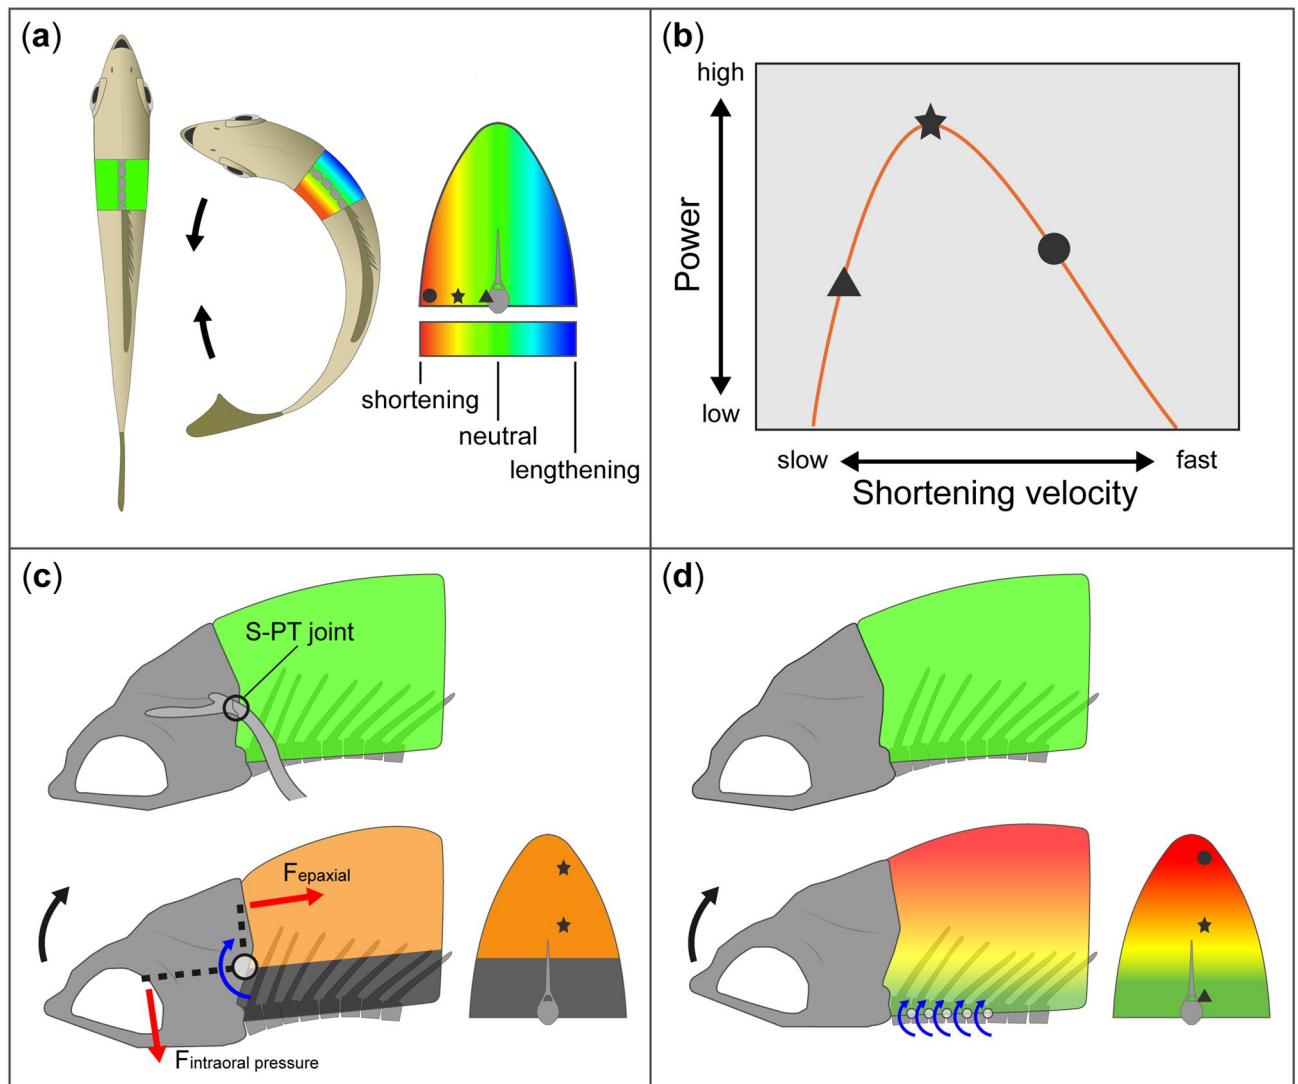 (a)
shortening
neutral
lengthening
(b)
high
Power
low
slow
fast
Shortening velocity
(c)
S-PT joint
Fepaxial
Fintraoral pressure
(d)